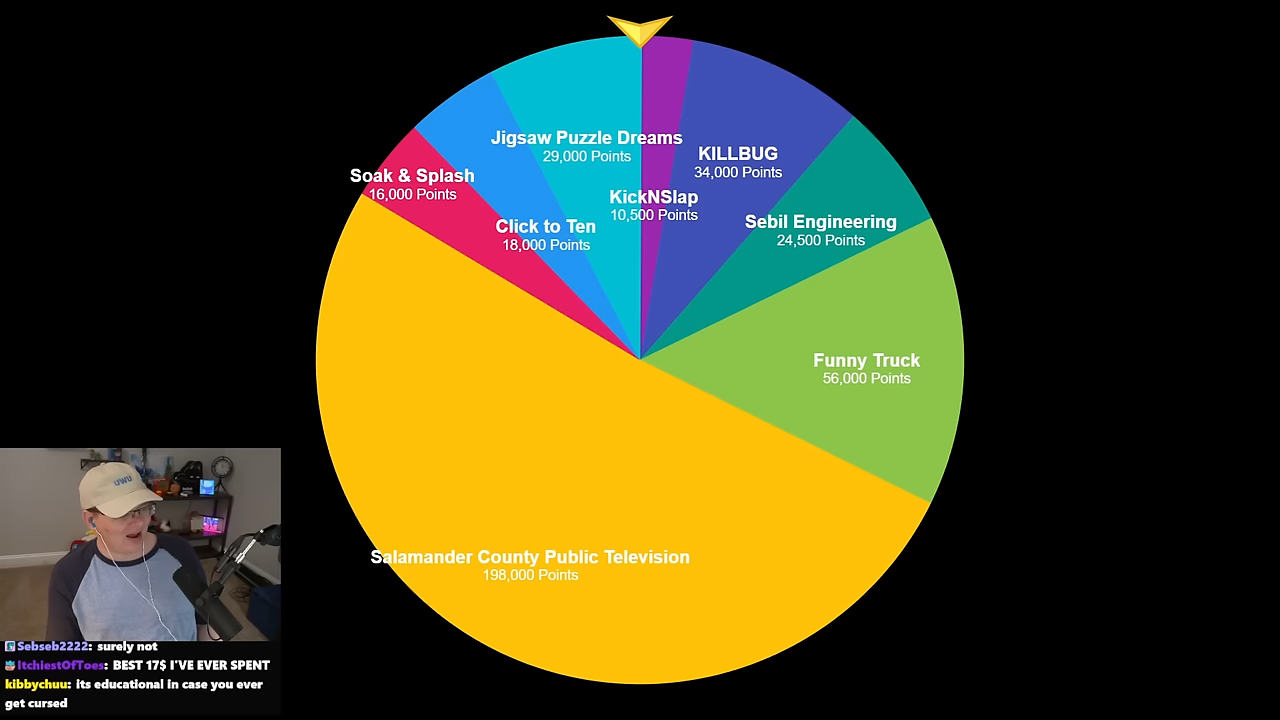 Jigsaw Puzzle Dreams
29,000 Points
KILLBUG
34,000 Points
Soak & Splash
16,000 Points
KickNSlap
10,500 Points
Click to Ten
18,000 Points
Sebil Engineering
24,500 Points
Funny Truck
56,000 Points
Salamander County Public Television
198,000 Points
UWU
Sebseb2222: surely not
ItchiestOfToes: BEST 17$ I'VE EVER SPENT
kibbychuu: its educational in case you ever
get cursed